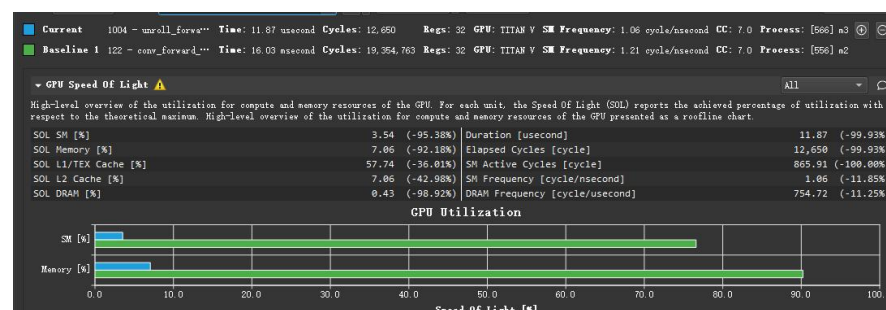 Current 1004 - unroll_forwa… Time: 11.87 usecond Cycles: 12,650 Regs: 32 GPU: TITAN V SM Frequency: 1.06 cycle/nsecond CC: 7.0 Process: [566] m3
Baseline 1 122 - conv_forward_… Time: 16.03 msecond Cycles: 19,354,763 Regs: 32 GPU: TITAN V SM Frequency: 1.21 cycle/nsecond CC: 7.0 Process: [556] m2
GPU Speed Of Light All
High-level overview of the utilization for compute and memory resources of the GPU. For each unit, the Speed Of Light (SOL) reports the achieved percentage of utilization with
respect to the theoretical maximum. High-level overview of the utilization for compute and memory resources of the GPU presented as a roofline chart.
SOL SM [%] 3.54 (-95.38%) Duration [usecond] 11.87 (-99.93%
SOL Memory [%] 7.06 (-92.18%) Elapsed Cycles [cycle] 12,650 (-99.93%
SOL L1/TEX Cache [%] 57.74 (-36.01%) SM Active Cycles [cycle] 865.91 (-100.00%
SOL L2 Cache [%] 7.06 (-42.98%) SM Frequency [cycle/nsecond] 1.06 (-11.85%
SOL DRAM [%] 0.43 (-98.92%) DRAM Frequency [cycle/usecond] 754.72 (-11.25%
GPU Utilization
SM [%]
Memory [%]
0.0 10.0 20.0 30.0 40.0 50.0 60.0 70.0 80.0 90.0 100.
Speed Of Light [%]